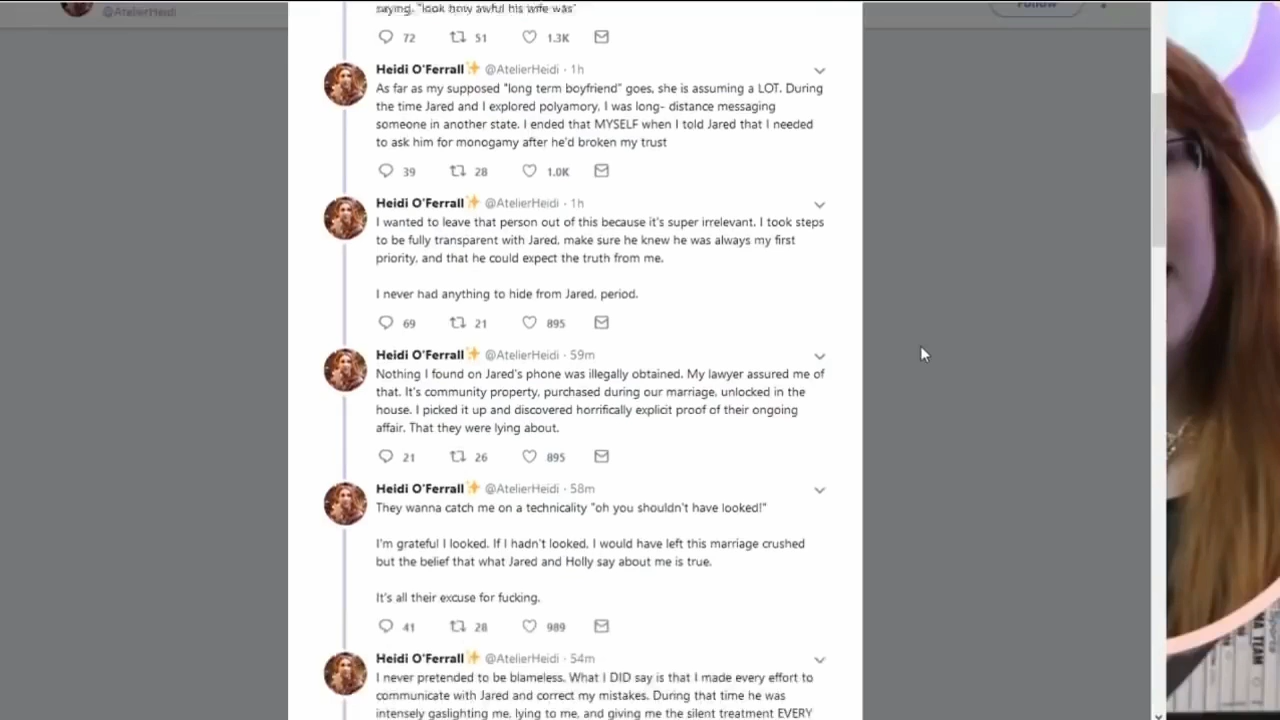 @AtelierHeidi
Follow
saying, "look how awful his wife was"
72 51 1.3K
Heidi O'Ferrall✨ @AtelierHeidi · 1h
As far as my supposed "long term boyfriend" goes, she is assuming a LOT. During
the time Jared and I explored polyamory, I was long- distance messaging
someone in another state. I ended that MYSELF when I told Jared that I needed
to ask him for monogamy after he'd broken my trust
39 28 1.0K
Heidi O'Ferrall✨ @AtelierHeidi · 1h
I wanted to leave that person out of this because it's super irrelevant. I took steps
to be fully transparent with Jared, make sure he knew he was always my first
priority, and that he could expect the truth from me.
I never had anything to hide from Jared, period.
69 21 895
Heidi O'Ferrall✨ @AtelierHeidi · 59m
Nothing I found on Jared's phone was illegally obtained. My lawyer assured me of
that. It's community property, purchased during our marriage, unlocked in the
house. I picked it up and discovered horrifically explicit proof of their ongoing
affair. That they were lying about.
21 26 895
Heidi O'Ferrall✨ @AtelierHeidi · 58m
They wanna catch me on a technicality "oh you shouldn't have looked!"
I'm grateful I looked. If I hadn't looked, I would have left this marriage crushed
but the belief that what Jared and Holly say about me is true.
It's all their excuse for fucking.
41 28 989
Heidi O'Ferrall✨ @AtelierHeidi · 54m
I never pretended to be blameless. What I DID say is that I made every effort to
communicate with Jared and correct my mistakes. During that time he was
intensely gaslighting me, lying to me, and giving me the silent treatment EVERY